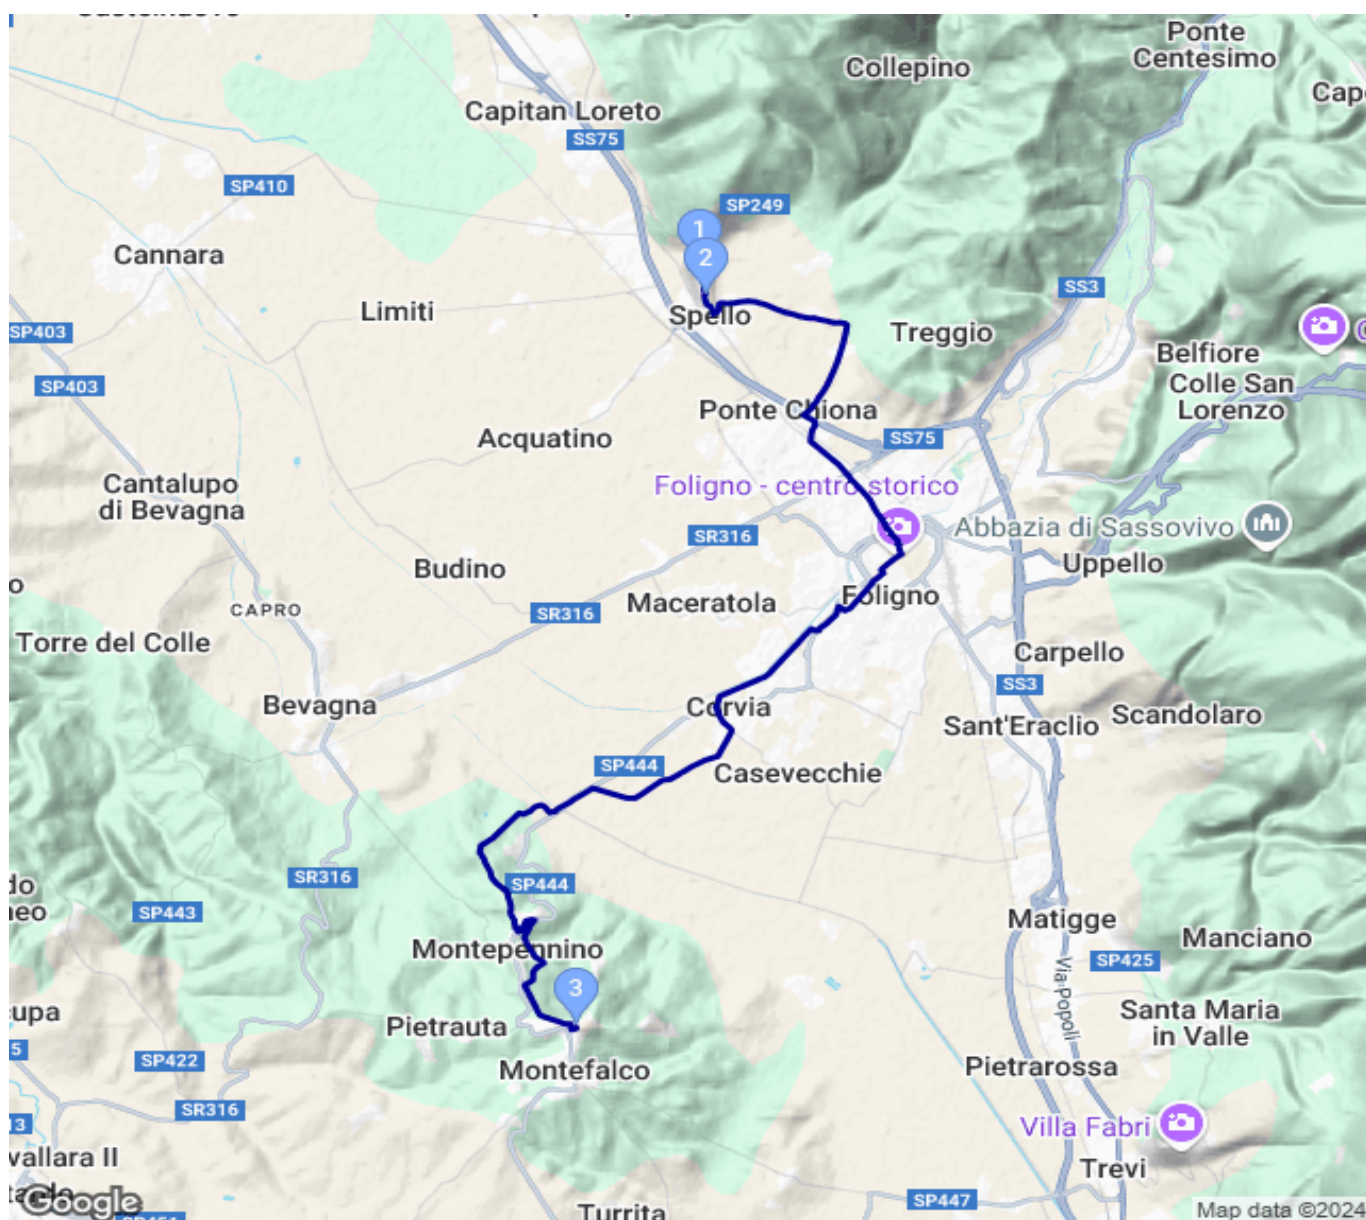 Ponte
Centesimo
Collepino
Capitan Loreto
SS75
SP410
SP249
1
2
Cannara
Limiti
Spello
SS3
SP403
Treggio
Belfiore
Colle San
Lorenzo
SP403
Ponte Chiona
Acquatino
SS75
Cantalupo
di Bevagna
Foligno - centro storico
SR316
Abbazia di Sassovivo
Uppello
Budino
Maceratola
Foligno
CAPRO
SR316
Torre del Colle
Carpello
SS3
Bevagna
Corvia
Sant'Eraclio
Scandolaro
SP444
Casevecchie
SR316
SP444
SP443
Matigge
Manciano
Montepennino
SP425
Via Popoli
3
Pietrauta
Santa Maria
in Valle
SP422
Montefalco
Pietrarossa
SR316
Villa Fabri
Trevi
SP447
Turrita
Google
Map data ©2024